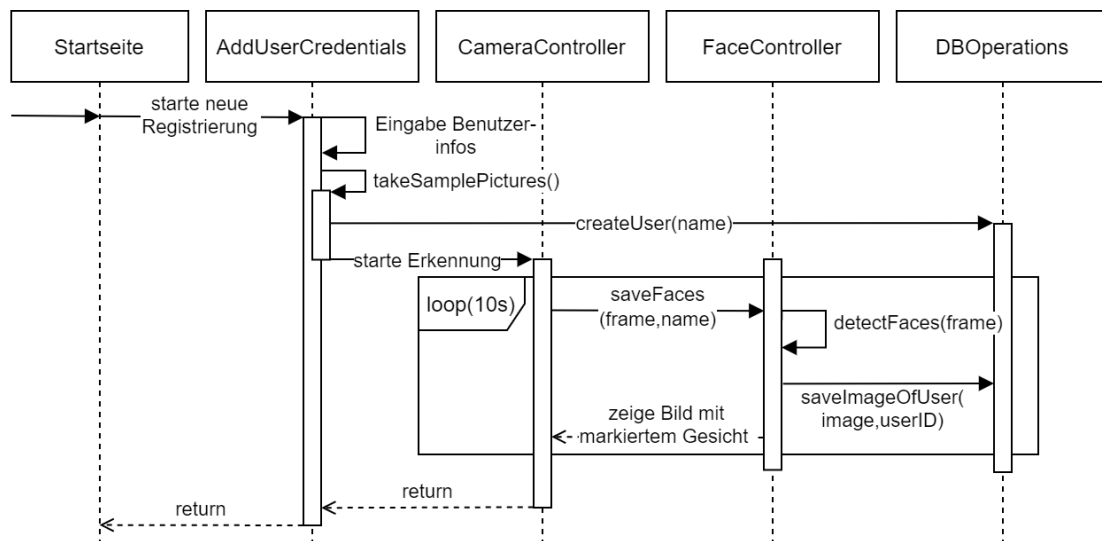 Startseite
AddUserCredentials
CameraController
FaceController
DBOperations
starte neue
Registrierung
Eingabe Benutzer-
infos
takeSamplePictures()
createUser(name)
starte Erkennung
loop(10s)
saveFaces
(frame,name)
detectFaces(frame)
saveImageOfUser(
image,userID)
zeige Bild mit
markiertem Gesicht
return
return